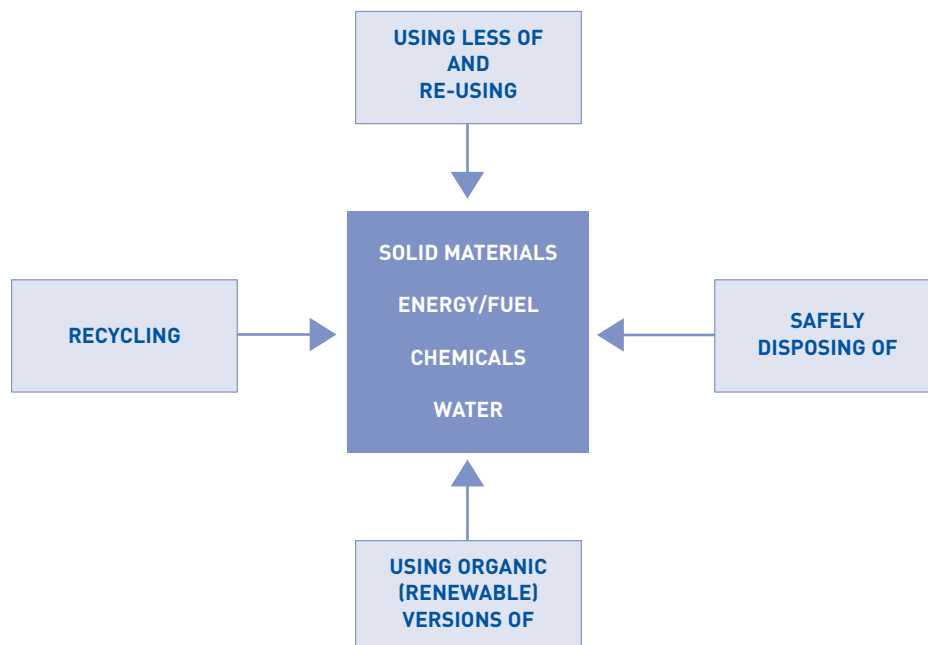 USING LESS OF
AND
RE-USING
SOLID MATERIALS
ENERGY/FUEL
CHEMICALS
WATER
RECYCLING
SAFELY
DISPOSING OF
USING ORGANIC
(RENEWABLE)
VERSIONS OF